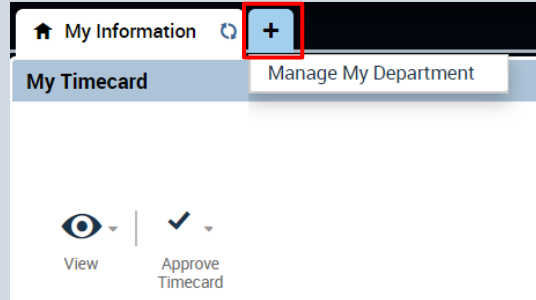 My Information +
Manage My Department
My Timecard
View
Approve
Timecard